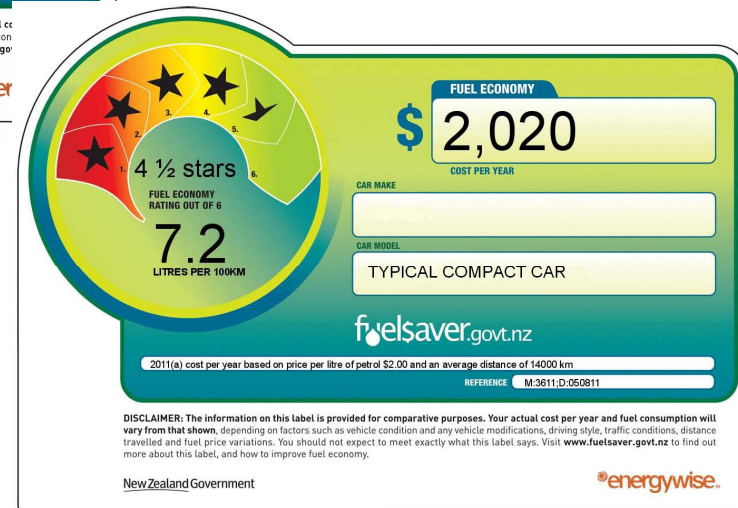 1.
2.
3.
4.
5.
6.
4 ½ stars
FUEL ECONOMY
RATING OUT OF 6
7.2
LITRES PER 100KM
FUEL ECONOMY
$ 2,020
COST PER YEAR
CAR MAKE
CAR MODEL
TYPICAL COMPACT CAR
fuelsaver.govt.nz
2011(a) cost per year based on price per litre of petrol $2.00 and an average distance of 14000 km
REFERENCE M:3611;D:050811
DISCLAIMER: The information on this label is provided for comparative purposes. Your actual cost per year and fuel consumption will
vary from that shown, depending on factors such as vehicle condition and any vehicle modifications, driving style, traffic conditions, distance
travelled and fuel price variations. You should not expect to meet exactly what this label says. Visit www.fuelsaver.govt.nz to find out
more about this label, and how to improve fuel economy.
New Zealand Government
energywise